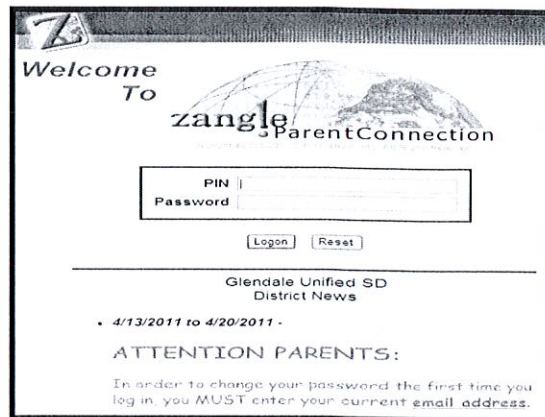 Z
Welcome
To
zangle
ParentConnection
PIN
Password
Logon Reset
Glendale Unified SD
District News
• 4/13/2011 to 4/20/2011 -
ATTENTION PARENTS:
In order to change your password the first time you
log in, you MUST enter your current email address.